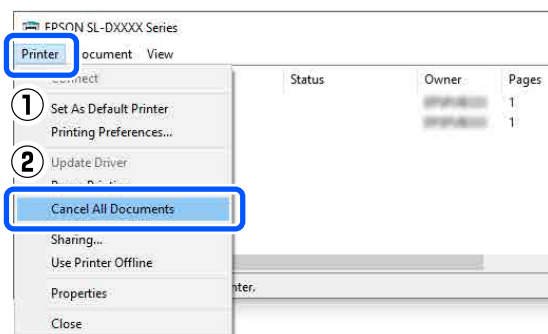 EPSON SL-DXXXX Series
Printer ocument View
Status Owner Pages
1
1
Connect
① Set As Default Printer
Printing Preferences...
② Update Driver
Cancel All Documents
Sharing...
Use Printer Offline
Properties
nter.
Close